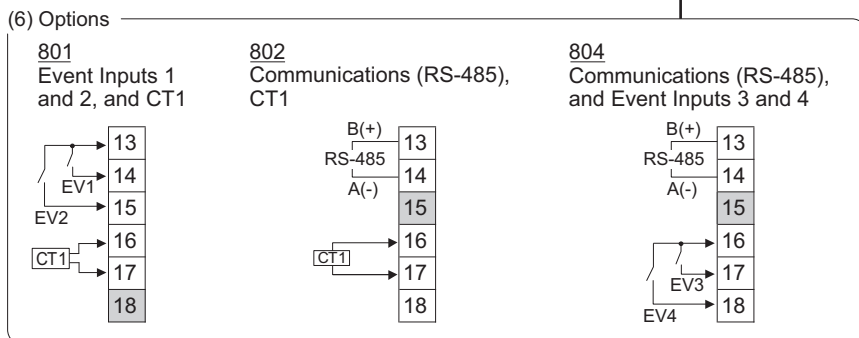 (6) Options
801
Event Inputs 1
and 2, and CT1
13
14
15
16
17
18
EV1
EV2
CT1
802
Communications (RS-485),
CT1
B(+)
RS-485
A(-)
13
14
15
16
17
18
CT1
804
Communications (RS-485),
and Event Inputs 3 and 4
B(+)
RS-485
A(-)
13
14
15
16
17
18
EV3
EV4